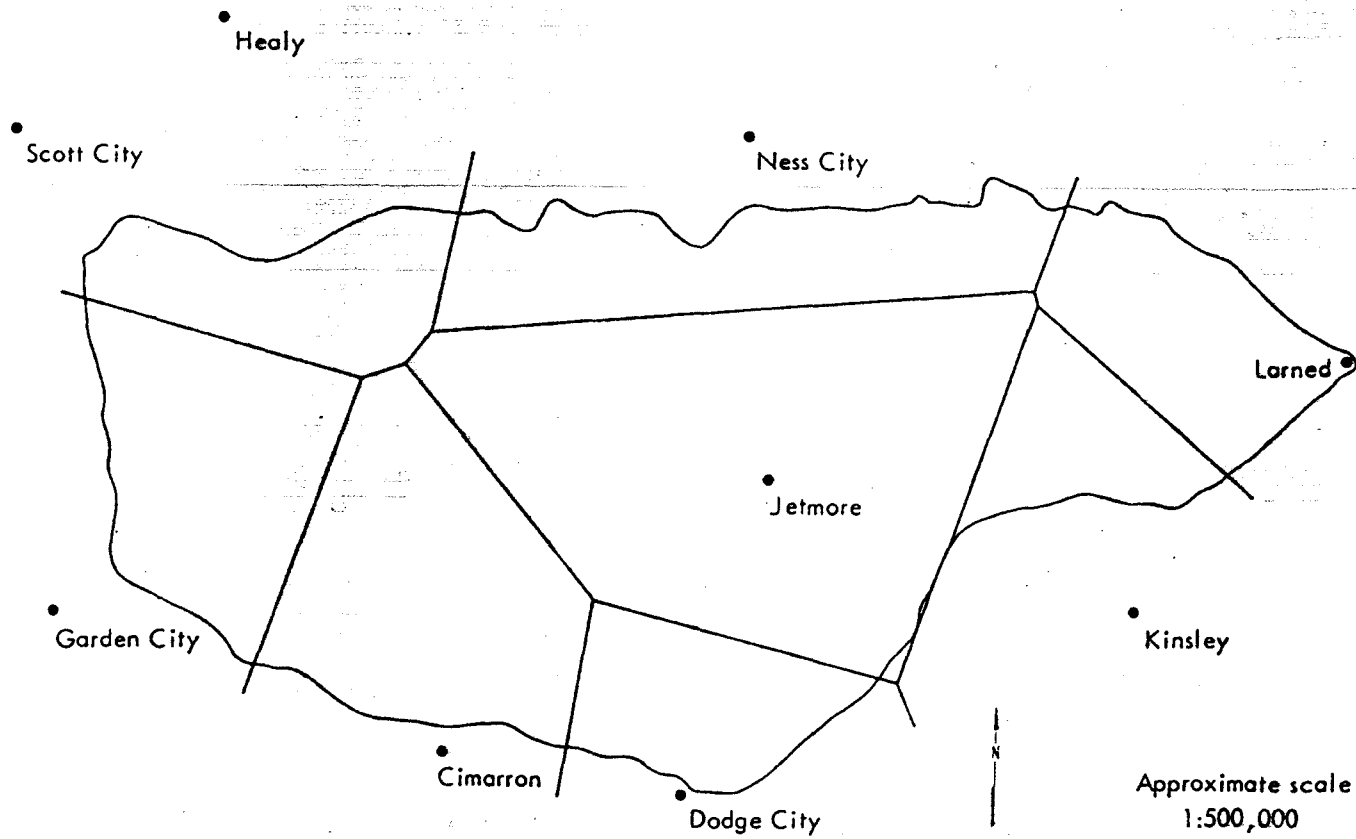 Healy
Scott City
Ness City
Larned
Jetmore
Garden City
Kinsley
N
Cimarron
Dodge City
Approximate scale
1:500,000